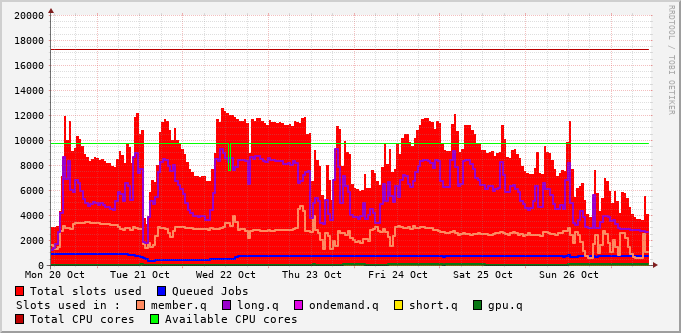 20000
18000
16000
14000
12000
10000
8000
6000
4000
2000
0
Mon 20 Oct Tue 21 Oct Wed 22 Oct Thu 23 Oct Fri 24 Oct Sat 25 Oct Sun 26 Oct
Total slots used Queued Jobs
Slots used in : member.q long.q ondemand.q short.q gpu.q
Total CPU cores Available CPU cores
RRDTOOL / TOBI OETIKER